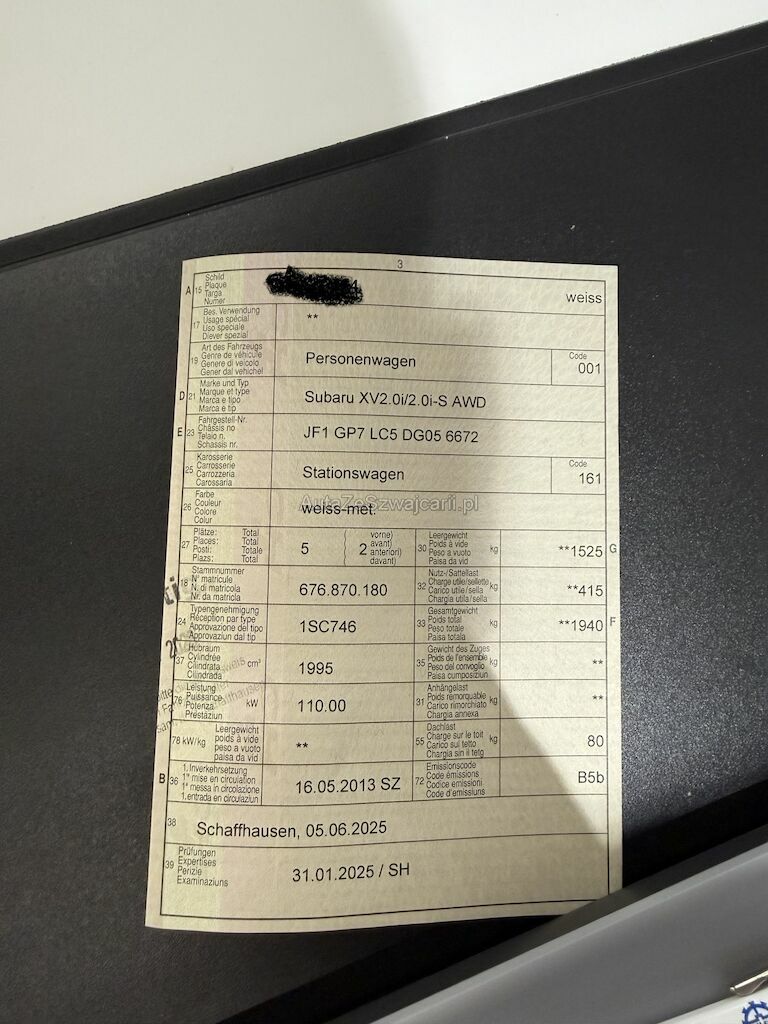 3
A 15 Schild
Plaque
Targa
Numer
weiss
17 Bes. Verwendung
Usage spécial
Uso speciale
Diever spezial
**
19 Art des Fahrzeugs
Genre de véhicule
Genere di veicolo
Gener dal vehichel
Personenwagen
Code
001
D 21 Marke und Typ
Marque et type
Marca e tipo
Marca e tip
Subaru XV2.0i/2.0i-S AWD
E 23 Fahrgestell-Nr.
Châssis no
Telaio n.
Schassis nr.
JF1 GP7 LC5 DG05 6672
25 Karosserie
Carrosserie
Carrozzeria
Carossaria
Stationswagen
Code
161
26 Farbe
Couleur
Colore
Colur
weiss-met.
AutaZeSzwajcarii.pl
27 Plätze: Total
Places: Total
Posti: Totale
Plazs: Total
5
2
vorne)
avant)
anteriori)
davant)
30 Leergewicht
Poids à vide
Peso a vuoto
Paisa da vid
kg
**1525 G
18 Stammnummer
N° matricule
N. di matricola
Nr. da matricla
676.870.180
32 Nutz-/Sattellast
Charge utile/sellette
Carico utile/sella
Chargia utila/sella
kg
**415
24 Typengenehmigung
Réception par type
Approvazione del tipo
Approvaziun dal tip
1SC746
33 Gesamtgewicht
Poids total
Peso totale
Paisa totala
kg
**1940 F
37 Hubraum
Cylindrée
Cilindrata
Cilindrada
cm³
1995
35 Gewicht des Zuges
Poids de l'ensemble
Peso del convoglio
Paisa cumposiziun
kg
**
76 Leistung
Puissance
Potenza
Prestaziun
kW
110.00
31 Anhängelast
Poids remorquable
Carico rimorchiato
Chargia annexa
kg
**
78 kW/kg
Leergewicht
poids à vide
peso a vuoto
paisa da vid
**
55 Dachlast
Charge sur le toit
Carico sul tetto
Chargia sin il tetg
kg
80
B 36 1. Inverkehrsetzung
1re mise en circulation
1a messa in circolazione
1. entrada en circulaziun
16.05.2013 SZ
72 Emissionscode
Code émissions
Codice emissioni
Code d'emissiuns
B5b
38 Schaffhausen, 05.06.2025
39 Prüfungen
Expertises
Perizie
Examinaziuns
31.01.2025 / SH